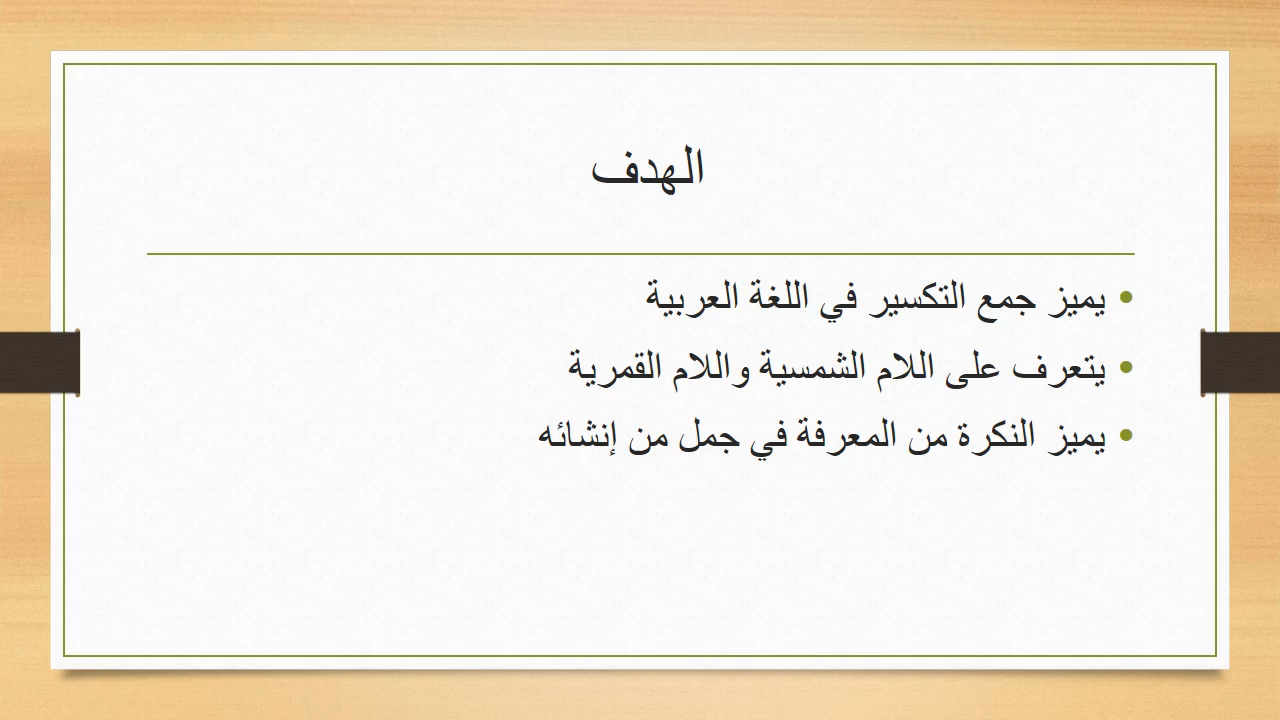 الهدف
• يميز جمع التكسير في اللغة العربية
• يتعرف على اللام الشمسية واللام القمرية
• يميز النكرة من المعرفة في جمل من إنشائه